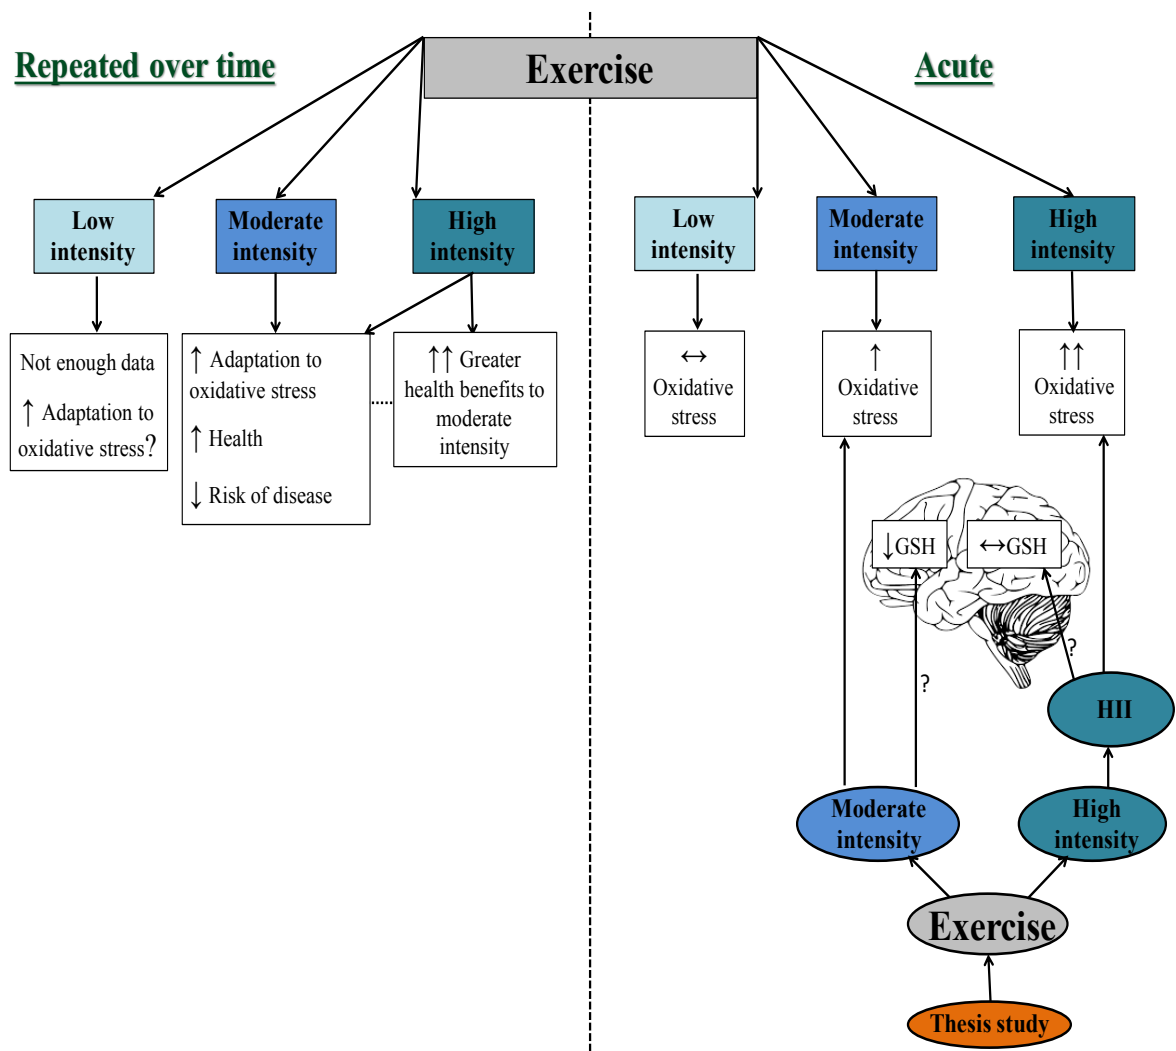 Repeated over time
Exercise
Acute
Low
intensity
Moderate
intensity
High
intensity
Low
intensity
Moderate
intensity
High
intensity
Not enough data
↑ Adaptation to
oxidative stress?
↑ Adaptation to
oxidative stress
↑ Health
↓ Risk of disease
↑↑ Greater
health benefits to
moderate
intensity
↔
Oxidative
stress
↑
Oxidative
stress
↑↑
Oxidative
stress
↓GSH
↔GSH
?
?
HII
Moderate
intensity
High
intensity
Exercise
Thesis study